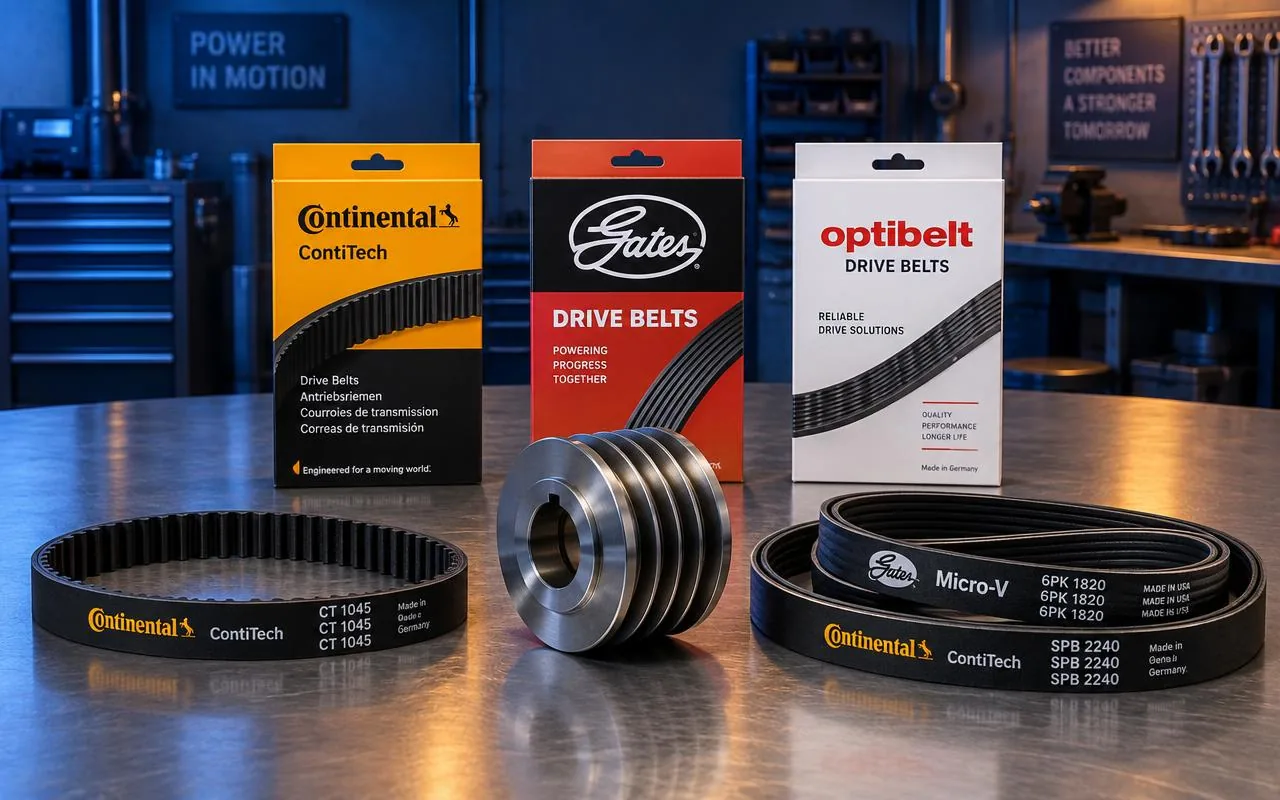 POWER
IN MOTION
BETTER
COMPONENTS
A STRONGER
TOMORROW
Continental
ContiTech
Drive Belts
Antriebsriemen
Courroies de transmission
Correas de transmisión
Engineered for a moving world.
Gates
DRIVE BELTS
POWERING
PROGRESS
TOGETHER
optibelt
DRIVE BELTS
RELIABLE
DRIVE SOLUTIONS
QUALITY
PERFORMANCE
LONGER LIFE
Made in Germany
Continental ContiTech
CT 1045
CT 1045
CT 1045
Made in
Germany
Gates Micro-V
6PK 1820
6PK 1820
6PK 1820
MADE IN USA
MADE IN USA
Continental ContiTech
SPB 2240
SPB 2240
SPB 2240
Made in
Germany